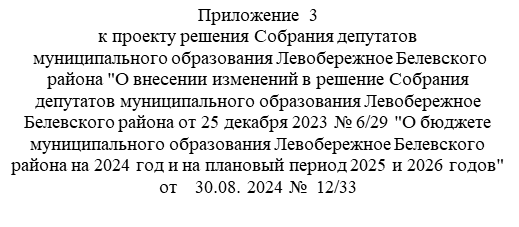 Приложение 3
к проекту решения Собрания депутатов
муниципального образования Левобережное Белевского
района "О внесении изменений в решение Собрания
депутатов муниципального образования Левобережное
Белевского района от 25 декабря 2023 № 6/29 "О бюджете
муниципального образования Левобережное Белевского
района на 2024 год и на плановый период 2025 и 2026 годов"
от 30.08. 2024 № 12/33